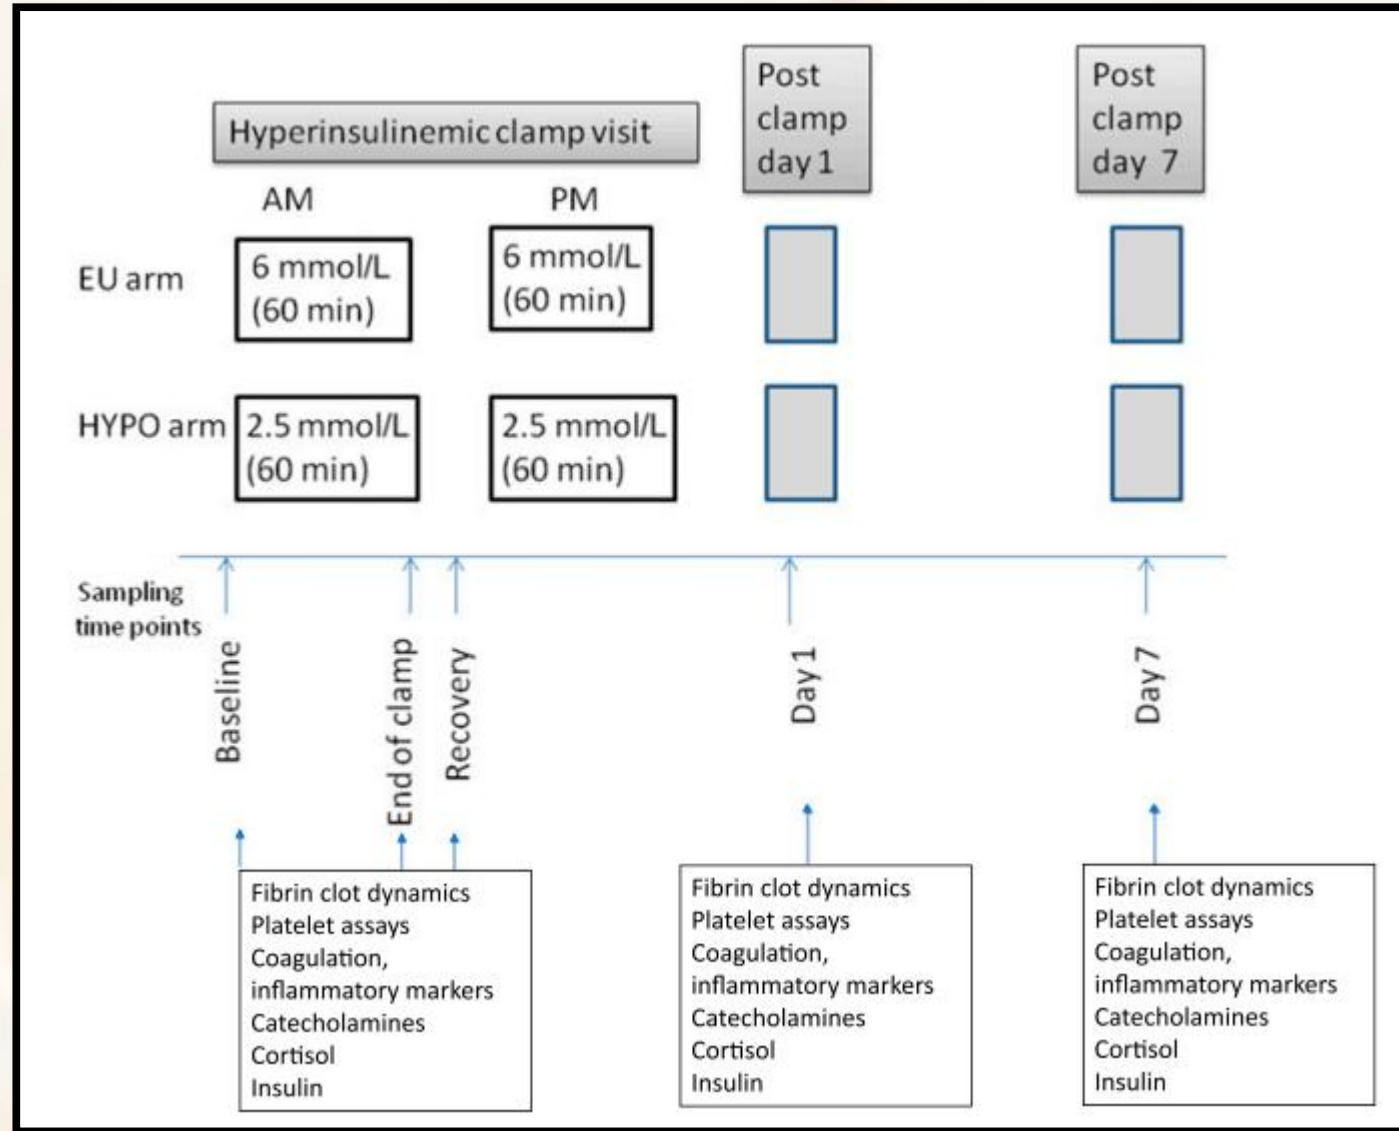 Hyperinsulinemic clamp visit
Post
clamp
day 1
Post
clamp
day 7
AM
PM
EU arm
6 mmol/L
(60 min)
6 mmol/L
(60 min)
HYPO arm
2.5 mmol/L
(60 min)
2.5 mmol/L
(60 min)
Sampling
time points
Baseline
End of clamp
Recovery
Day 1
Day 7
Fibrin clot dynamics
Platelet assays
Coagulation,
inflammatory markers
Catecholamines
Cortisol
Insulin
Fibrin clot dynamics
Platelet assays
Coagulation,
inflammatory markers
Catecholamines
Cortisol
Insulin
Fibrin clot dynamics
Platelet assays
Coagulation,
inflammatory markers
Catecholamines
Cortisol
Insulin